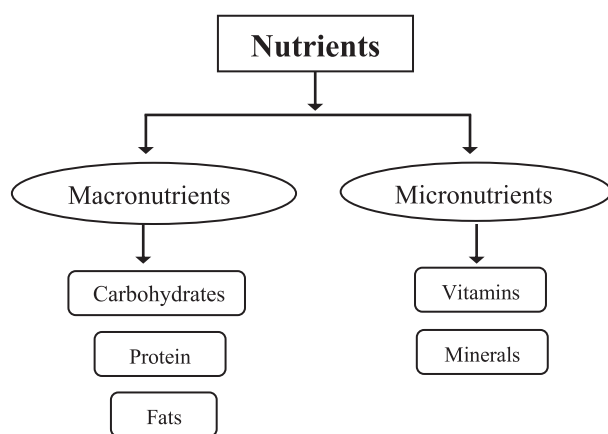 Nutrients
Macronutrients
Micronutrients
Carbohydrates
Protein
Fats
Vitamins
Minerals